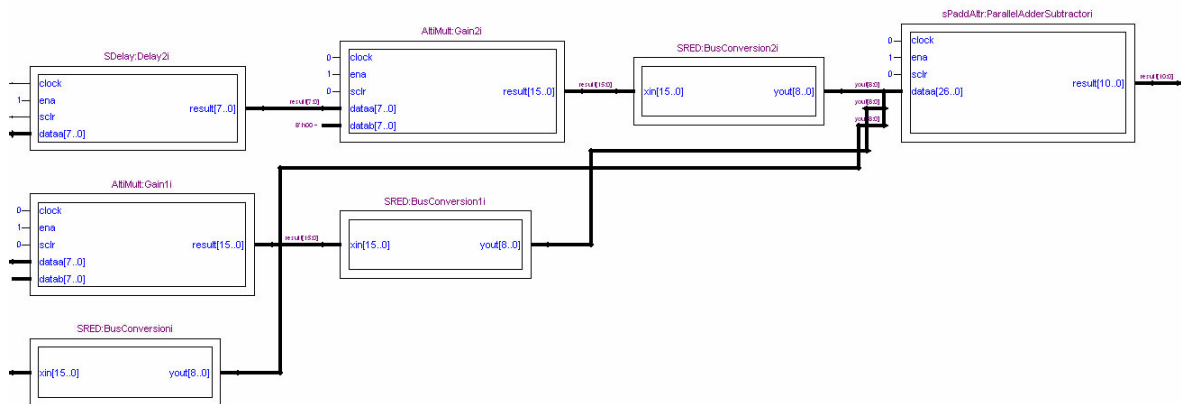 sPaddAltr:ParallelAdderSubtractori
AltiMult:Gain2i
SDelay:Delay2i
SRED:BusConversion2i
0 clock
0 clock
ena
clock
1 ena
0 sclr
result[10..0]
result[10:0]
1 ena
0 sclr
result[15..0]
result[15:0]
xin[15..0]
yout[8..0]
yout[8:0]
dataa[26..0]
sclr
result[7..0]
result[7:0]
dataa[7..0]
yout[8:0]
dataa[7..0]
8'h00 ~
datab[7..0]
yout[8:0]
AltiMult:Gain1i
SRED:BusConversion1i
0 clock
1 ena
0 sclr
result[15..0]
result[15:0]
xin[15..0]
yout[8..0]
dataa[7..0]
datab[7..0]
SRED:BusConversioni
xin[15..0]
yout[8..0]